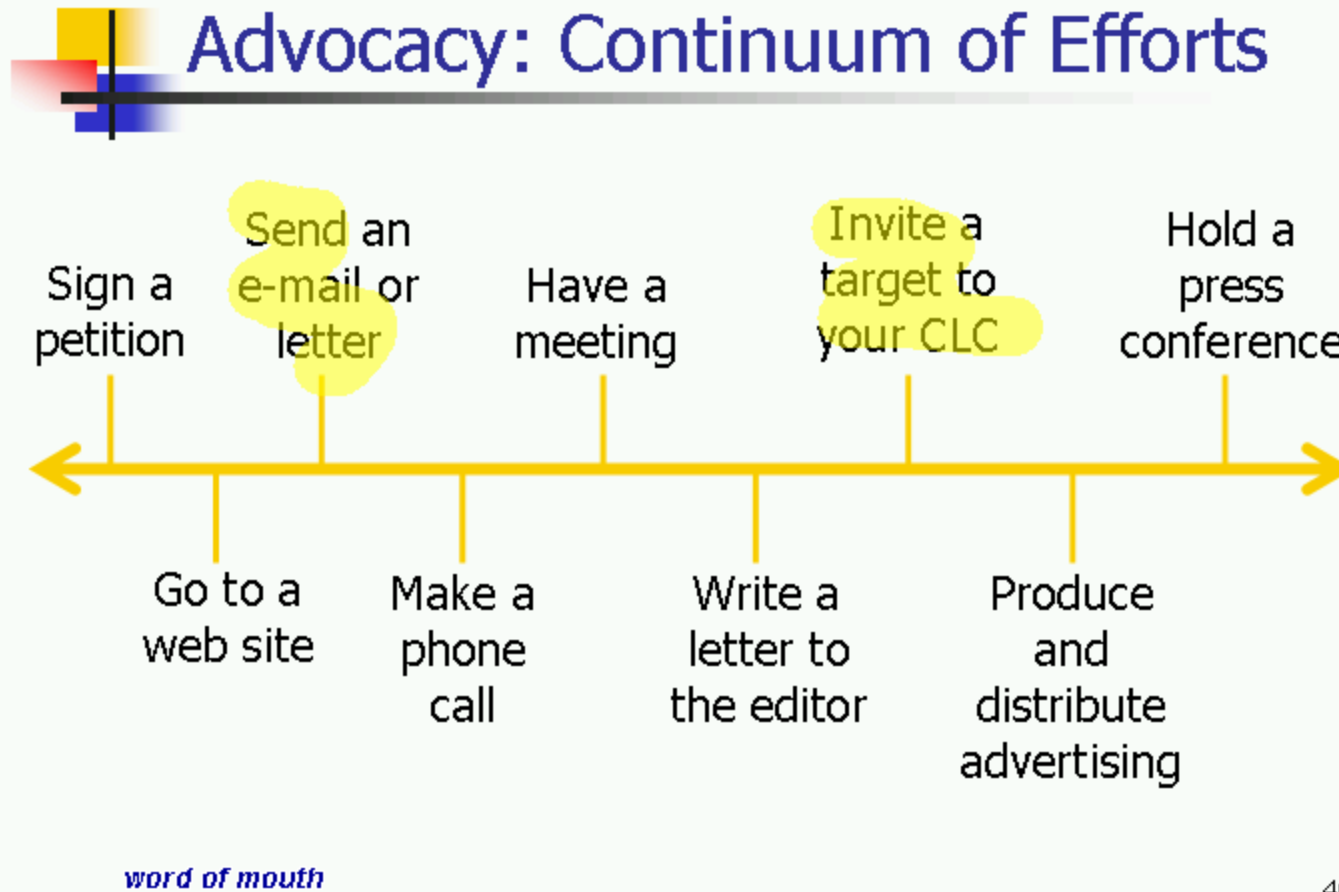 Advocacy: Continuum of Efforts
Sign a
petition
Send an
e-mail or
letter
Have a
meeting
Invite a
target to
your CLC
Hold a
press
conference
Go to a
web site
Make a
phone
call
Write a
letter to
the editor
Produce
and
distribute
advertising
word of mouth